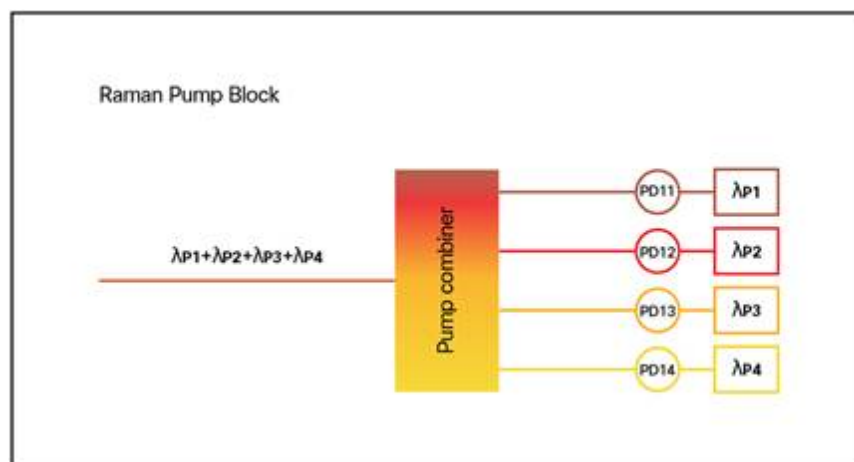 Raman Pump Block
λP1+λP2+λP3+λP4
Pump combiner
PD11
λP1
PD12
λP2
PD13
λP3
PD14
λP4